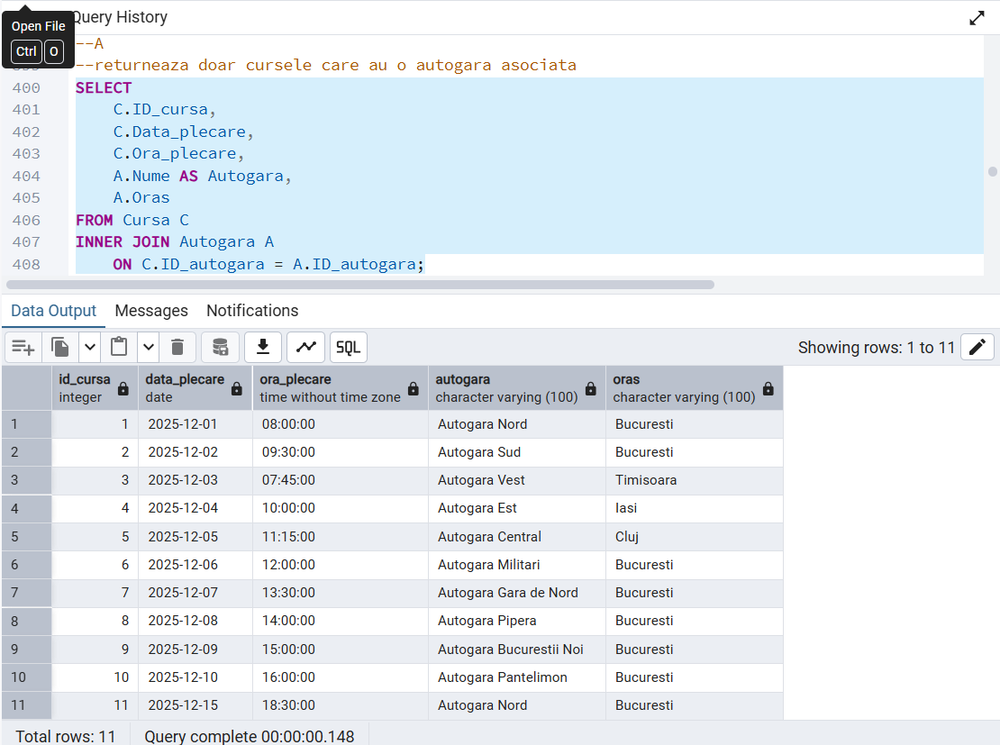 Query History
Open File
Ctrl O
--A
--returneaza doar cursele care au o autogara asociata
400 SELECT
401 C.ID_cursa,
402 C.Data_plecare,
403 C.Ora_plecare,
404 A.Nume AS Autogara,
405 A.Oras
406 FROM Cursa C
407 INNER JOIN Autogara A
408 ON C.ID_autogara = A.ID_autogara;
Data Output Messages Notifications
SQL Showing rows: 1 to 11
id_cursa data_plecare ora_plecare autogara oras
integer date time without time zone character varying (100) character varying (100)
1 1 2025-12-01 08:00:00 Autogara Nord Bucuresti
2 2 2025-12-02 09:30:00 Autogara Sud Bucuresti
3 3 2025-12-03 07:45:00 Autogara Vest Timisoara
4 4 2025-12-04 10:00:00 Autogara Est Iasi
5 5 2025-12-05 11:15:00 Autogara Central Cluj
6 6 2025-12-06 12:00:00 Autogara Militari Bucuresti
7 7 2025-12-07 13:30:00 Autogara Gara de Nord Bucuresti
8 8 2025-12-08 14:00:00 Autogara Pipera Bucuresti
9 9 2025-12-09 15:00:00 Autogara Bucurestii Noi Bucuresti
10 10 2025-12-10 16:00:00 Autogara Pantelimon Bucuresti
11 11 2025-12-15 18:30:00 Autogara Nord Bucuresti
Total rows: 11 Query complete 00:00:00.148